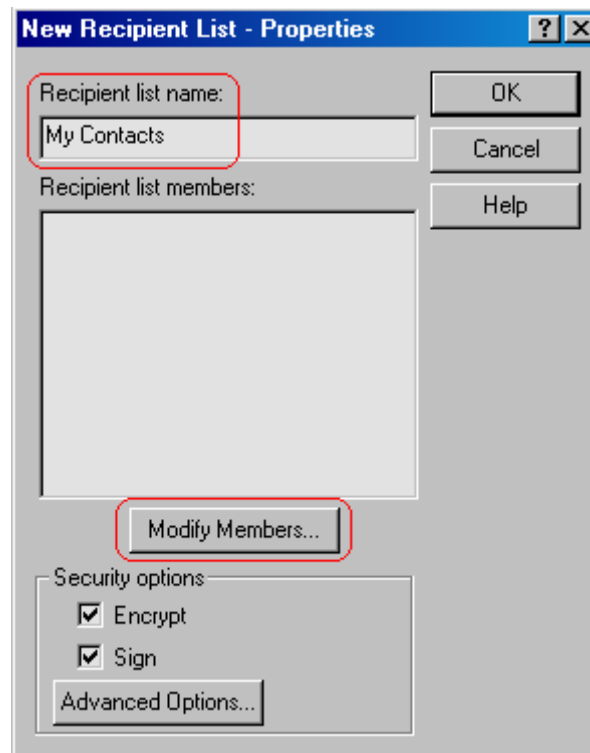 New Recipient List - Properties
Recipient list name:
My Contacts
OK
Cancel
Help
Recipient list members:
Modify Members...
Security options
Encrypt
Sign
Advanced Options...